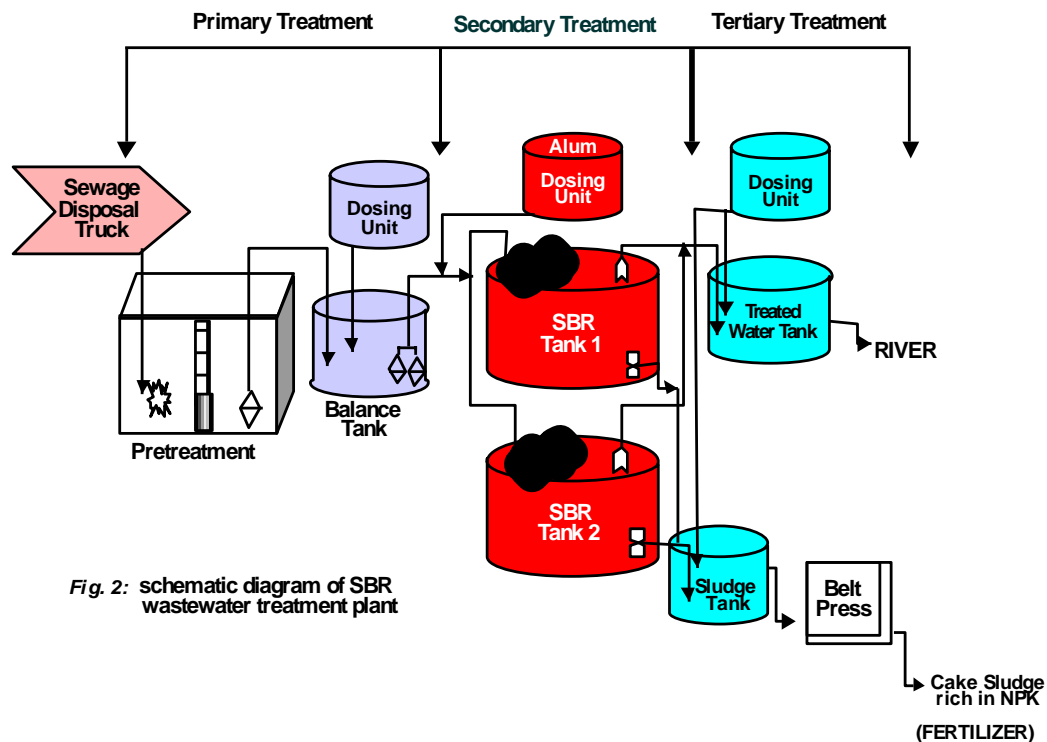 Primary Treatment
Secondary Treatment
Tertiary Treatment
Sewage
Disposal
Truck
Dosing
Unit
Alum
Dosing
Unit
Dosing
Unit
Pretreatment
Balance
Tank
SBR
Tank 1
Treated
Water Tank
RIVER
SBR
Tank 2
Sludge
Tank
Belt
Press
Cake Sludge
rich in NPK
(FERTILIZER)
Fig. 2: schematic diagram of SBR
wastewater treatment plant